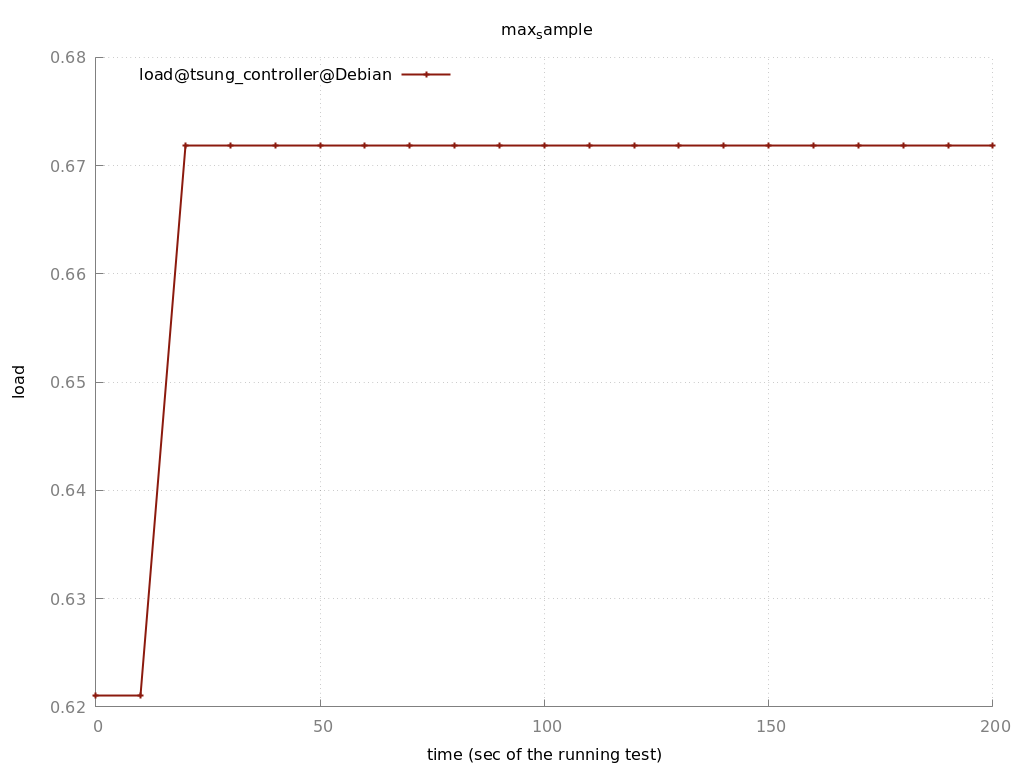 max_sample
0.68
load@tsung_controller@Debian
0.67
0.66
0.65
load
0.64
0.63
0.62
0 50 100 150 200
time (sec of the running test)